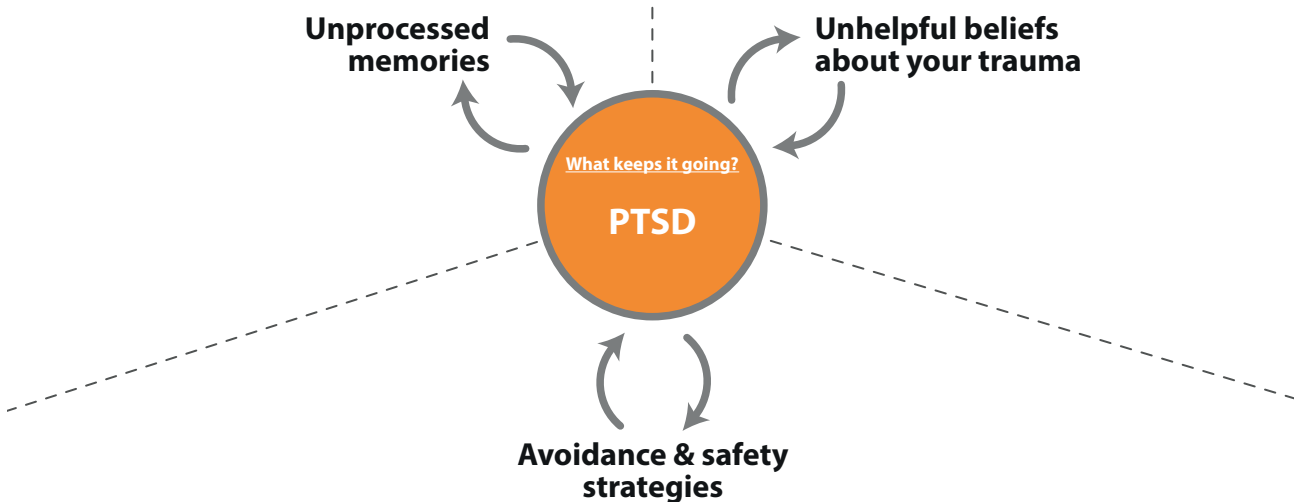 Unprocessed
memories
Unhelpful beliefs
about your trauma
What keeps it going?
PTSD
Avoidance & safety
strategies